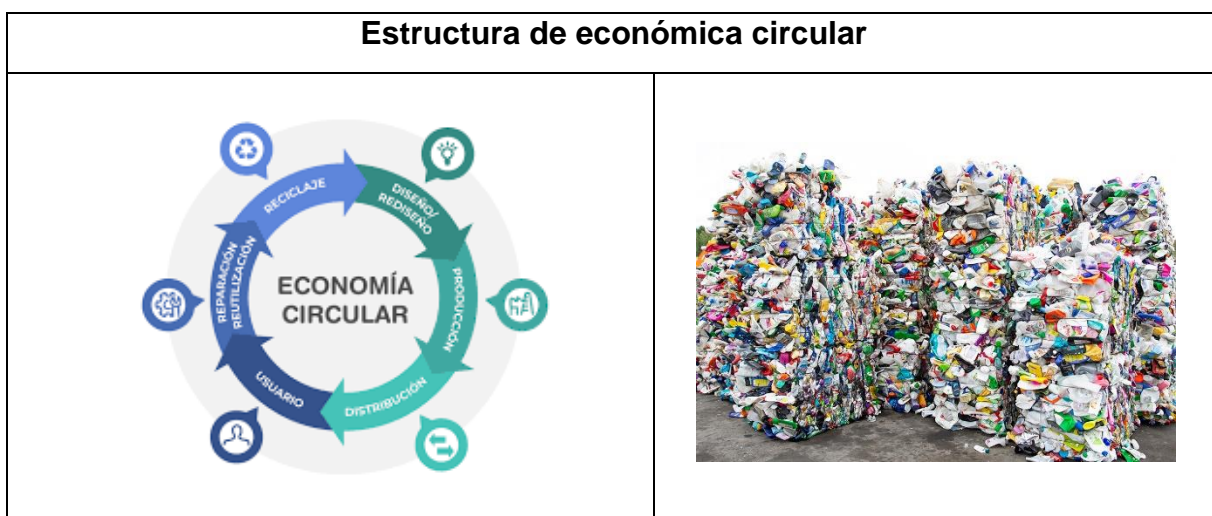 Estructura de económica circular
RECICLAJE
DISEÑO/
REDISEÑO
PRODUCCIÓN
DISTRIBUCIÓN
USUARIO
REPARACIÓN
REUTILIZACIÓN
ECONOMÍA
CIRCULAR